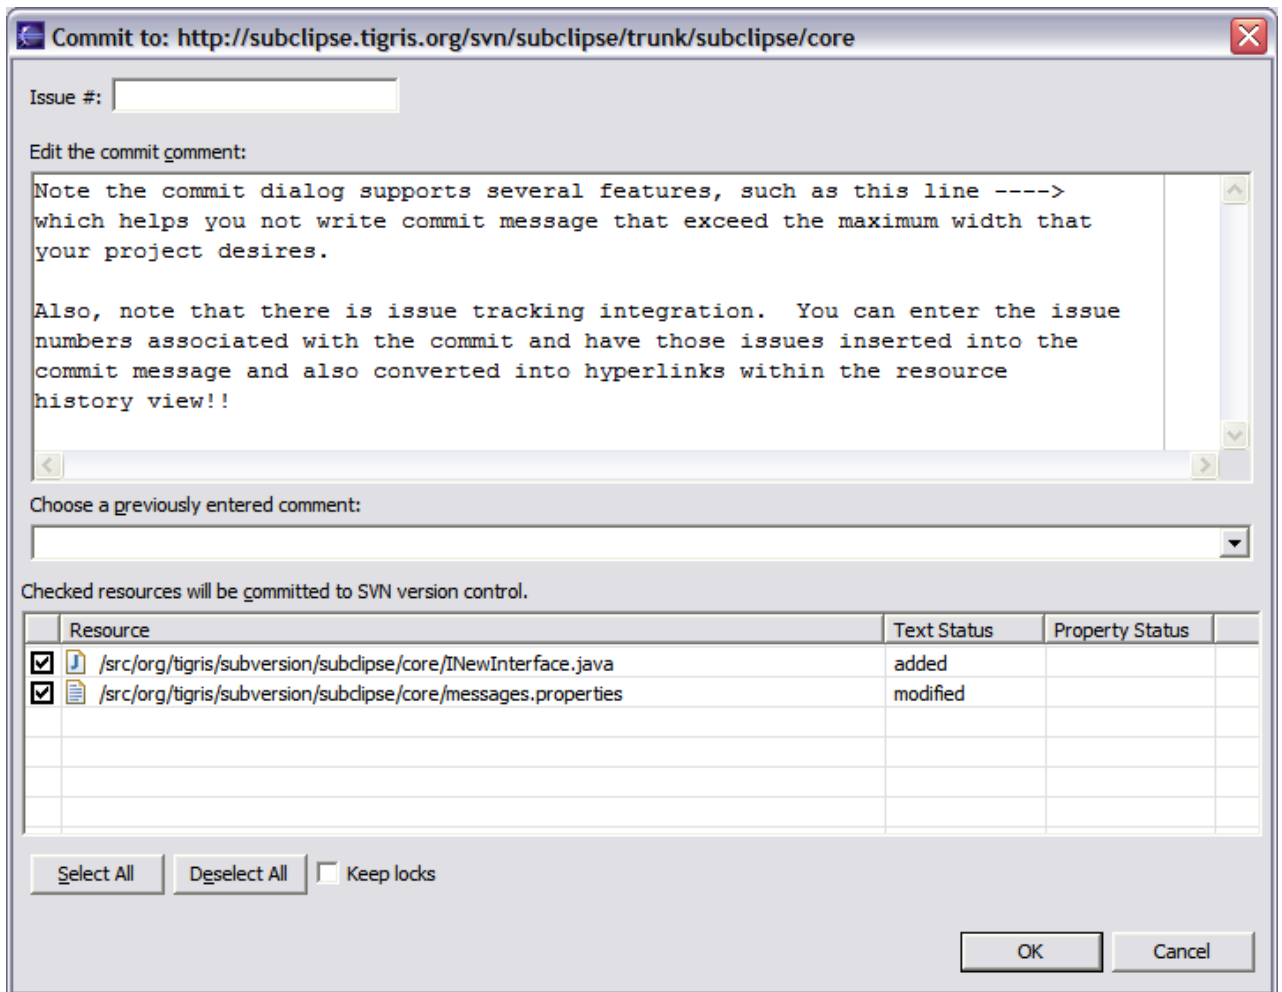 Commit to: http://subclipse.tigris.org/svn/subclipse/trunk/subclipse/core
Issue #:
Edit the commit comment:
Note the commit dialog supports several features, such as this line ---->
which helps you not write commit message that exceed the maximum width that
your project desires.
Also, note that there is issue tracking integration.  You can enter the issue
numbers associated with the commit and have those issues inserted into the
commit message and also converted into hyperlinks within the resource
history view!!
Choose a previously entered comment:
Checked resources will be committed to SVN version control.
Resource Text Status Property Status
/src/org/tigris/subversion/subclipse/core/INewInterface.java added
/src/org/tigris/subversion/subclipse/core/messages.properties modified
Select All Deselect All Keep locks
OK Cancel